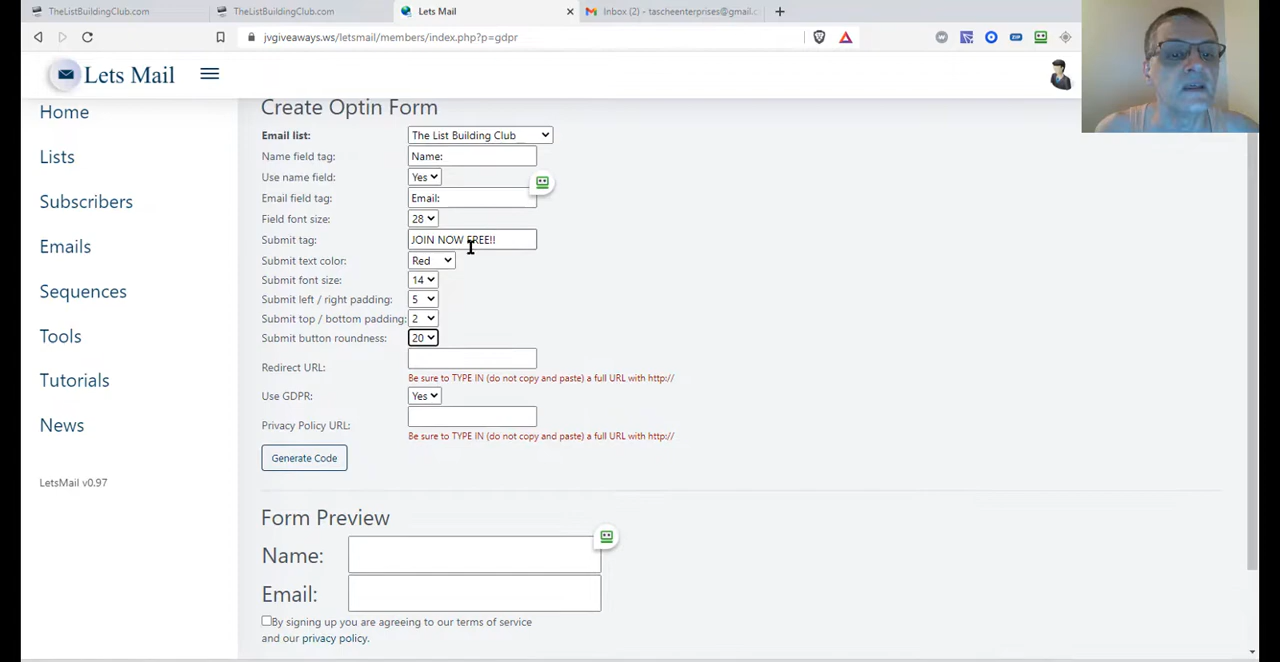 TheListBuildingClub.com
TheListBuildingClub.com
Lets Mail
Inbox (2) - tascheenterprises@gmail.c
jvgiveaways.ws/letsmail/members/index.php?p=gdpr
Lets Mail
Home
Lists
Subscribers
Emails
Sequences
Tools
Tutorials
News
LetsMail v0.97
Create Optin Form
Email list: The List Building Club
Name field tag: Name:
Use name field: Yes
Email field tag: Email:
Field font size: 28
Submit tag: JOIN NOW FREE!!
Submit text color: Red
Submit font size: 14
Submit left / right padding: 5
Submit top / bottom padding: 2
Submit button roundness: 20
Redirect URL:
Be sure to TYPE IN (do not copy and paste) a full URL with http://
Use GDPR: Yes
Privacy Policy URL:
Be sure to TYPE IN (do not copy and paste) a full URL with http://
Generate Code
Form Preview
Name:
Email:
By signing up you are agreeing to our terms of service
and our privacy policy.